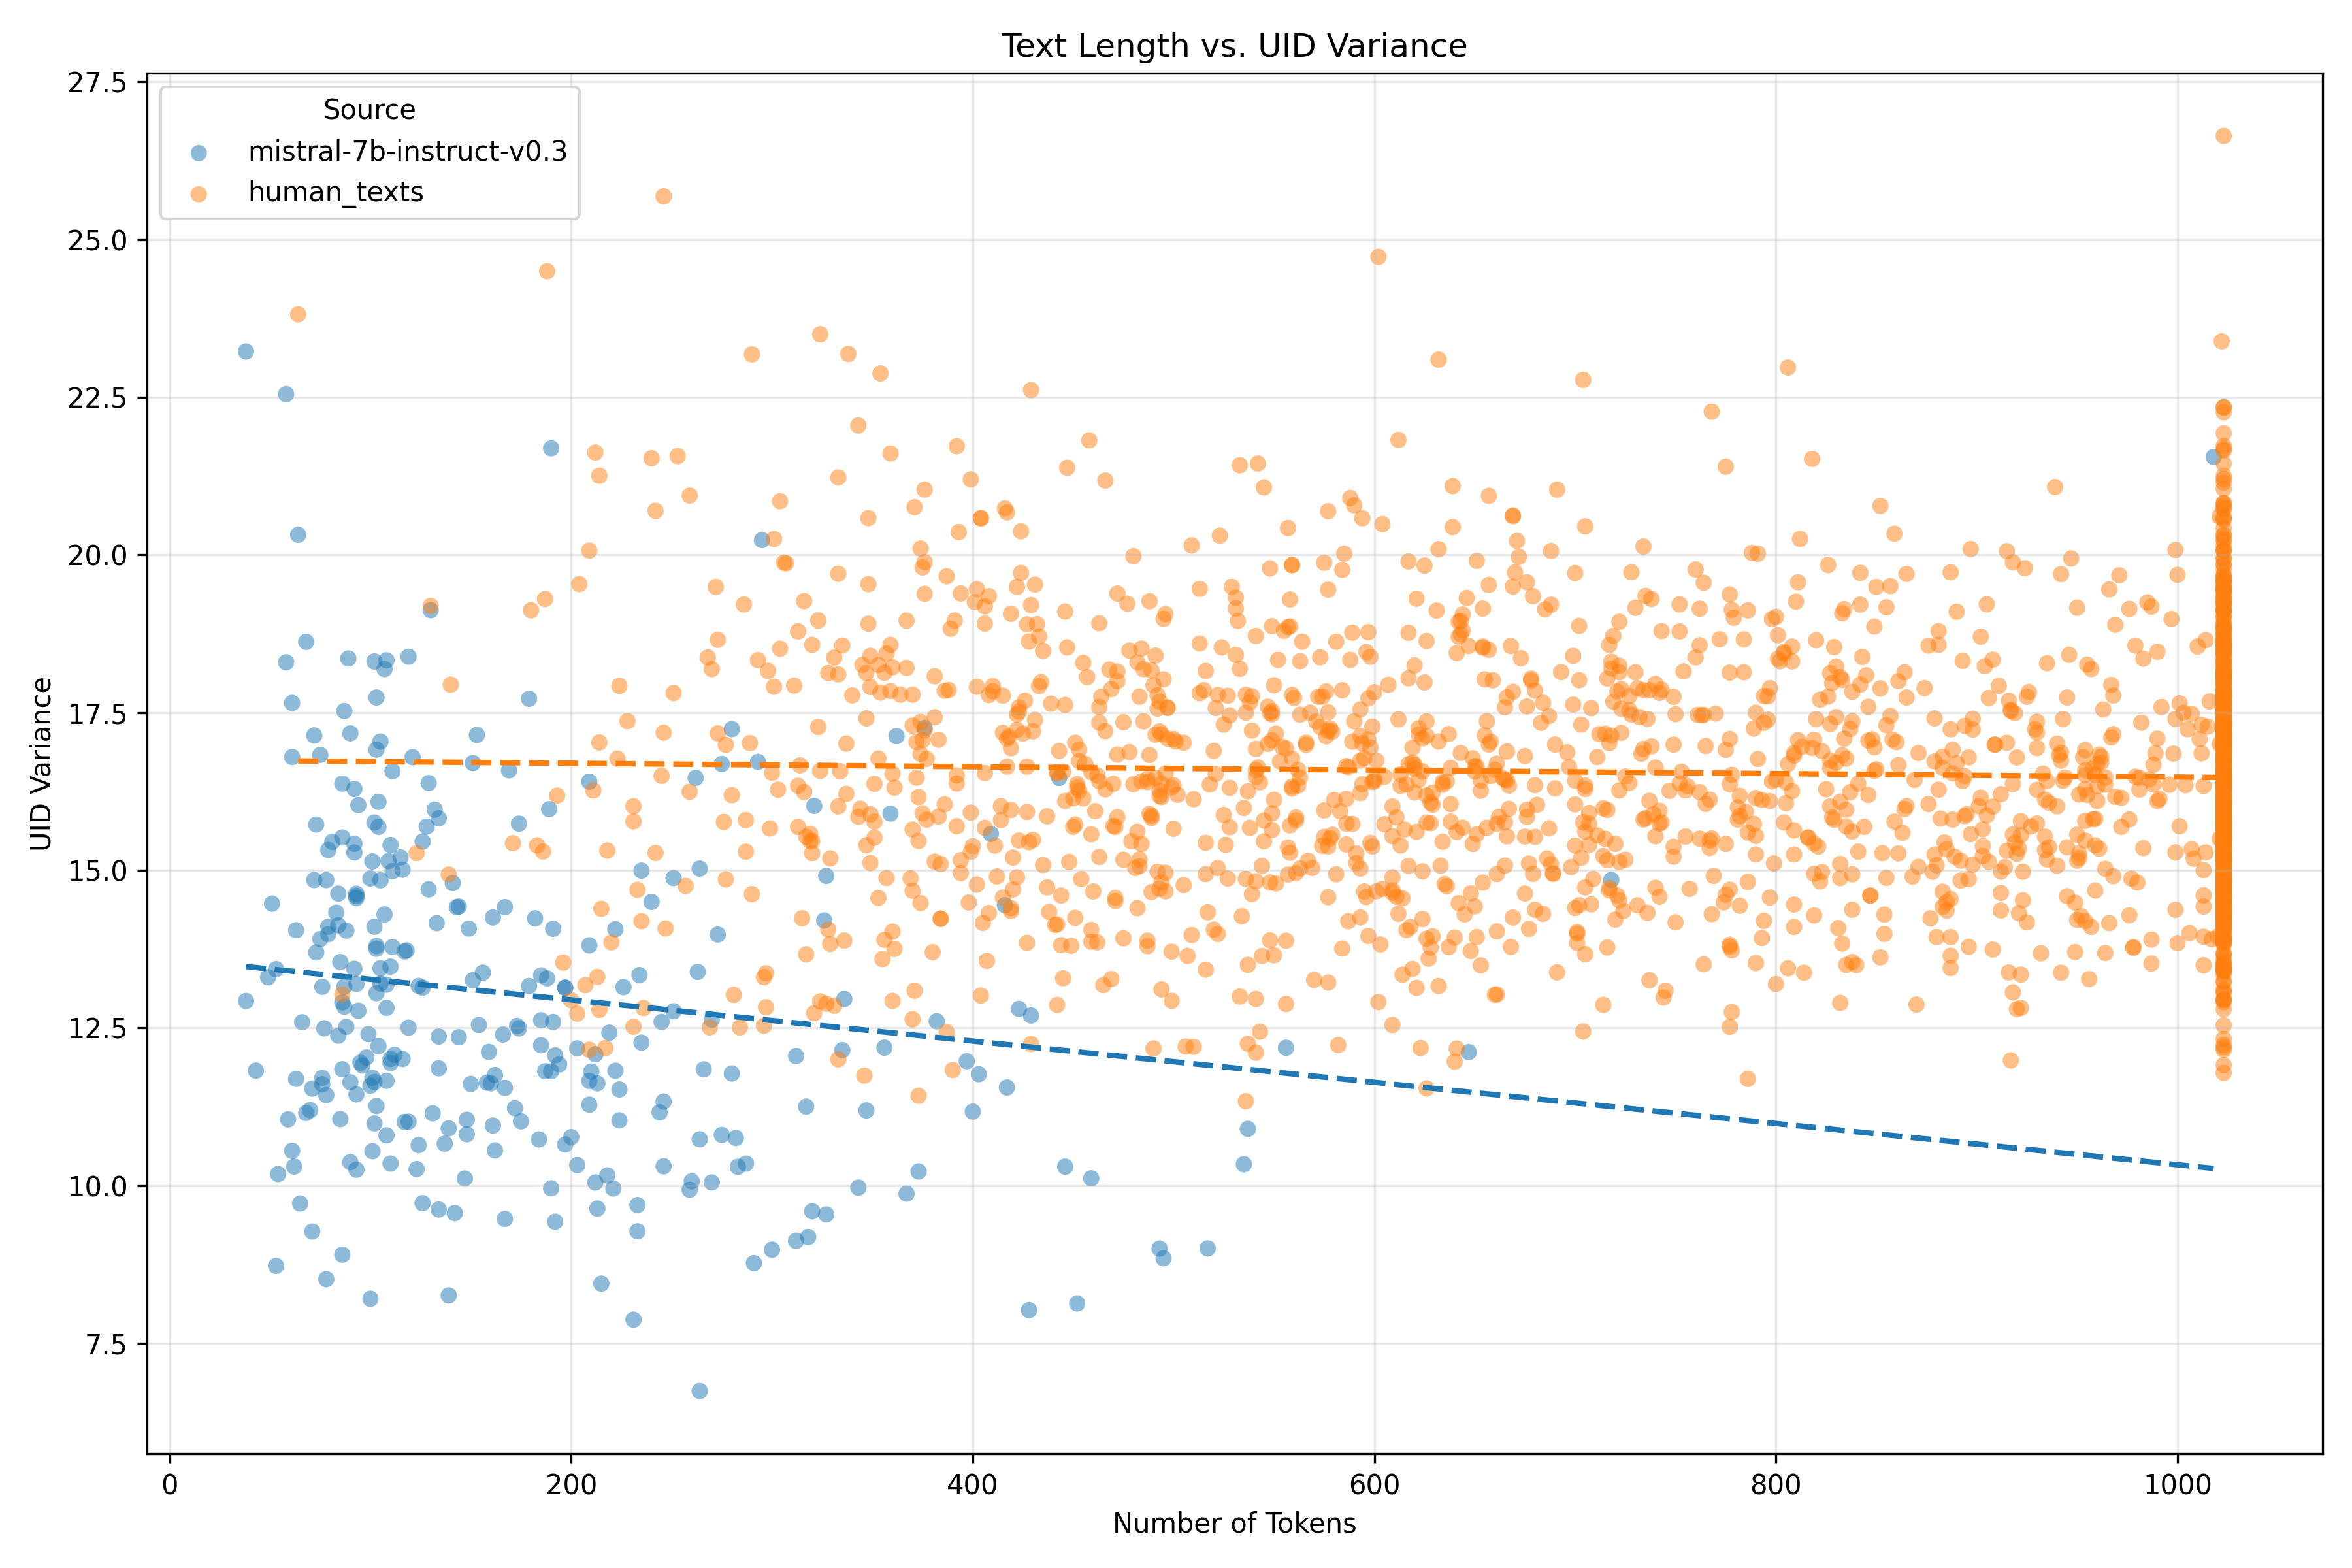 Text Length vs. UID Variance
Source
mistral-7b-instruct-v0.3
human_texts
UID Variance
27.5
25.0
22.5
20.0
17.5
15.0
12.5
10.0
7.5
0
200
400
600
800
1000
Number of Tokens